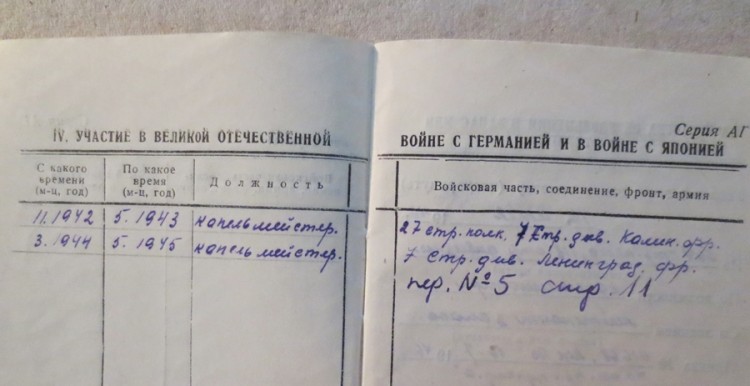 Серия АГ
IV. УЧАСТИЕ В ВЕЛИКОЙ ОТЕЧЕСТВЕННОЙ ВОЙНЕ С ГЕРМАНИЕЙ И В ВОЙНЕ С ЯПОНИЕЙ
С какого времени (м-ц, год) По какое время (м-ц, год) Должность Войсковая часть, соединение, фронт, армия
11.1942 5.1943 капельмейстер. 27 стр. полк. 7 Стр. див. Калин. фр.
3.1944 5.1945 капельмейстер. 7 Стр. див. Ленинград. фр.
пер. № 5 стр. 11